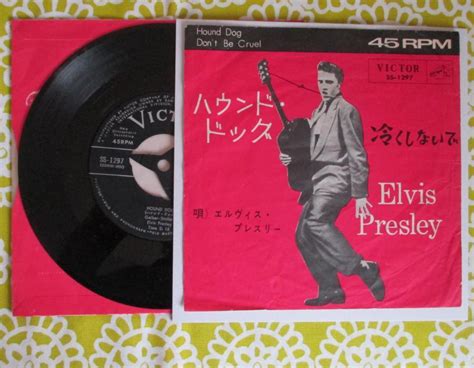 Hound Dog
Don't Be Cruel
45 RPM
VICTOR
SS-1297
ハウンド
ドッグ
冷くしないで
Elvis
Presley
唄) エルヴィス・
プレスリー
VICTOR
45RPM
SS-1297
HOUND DOG